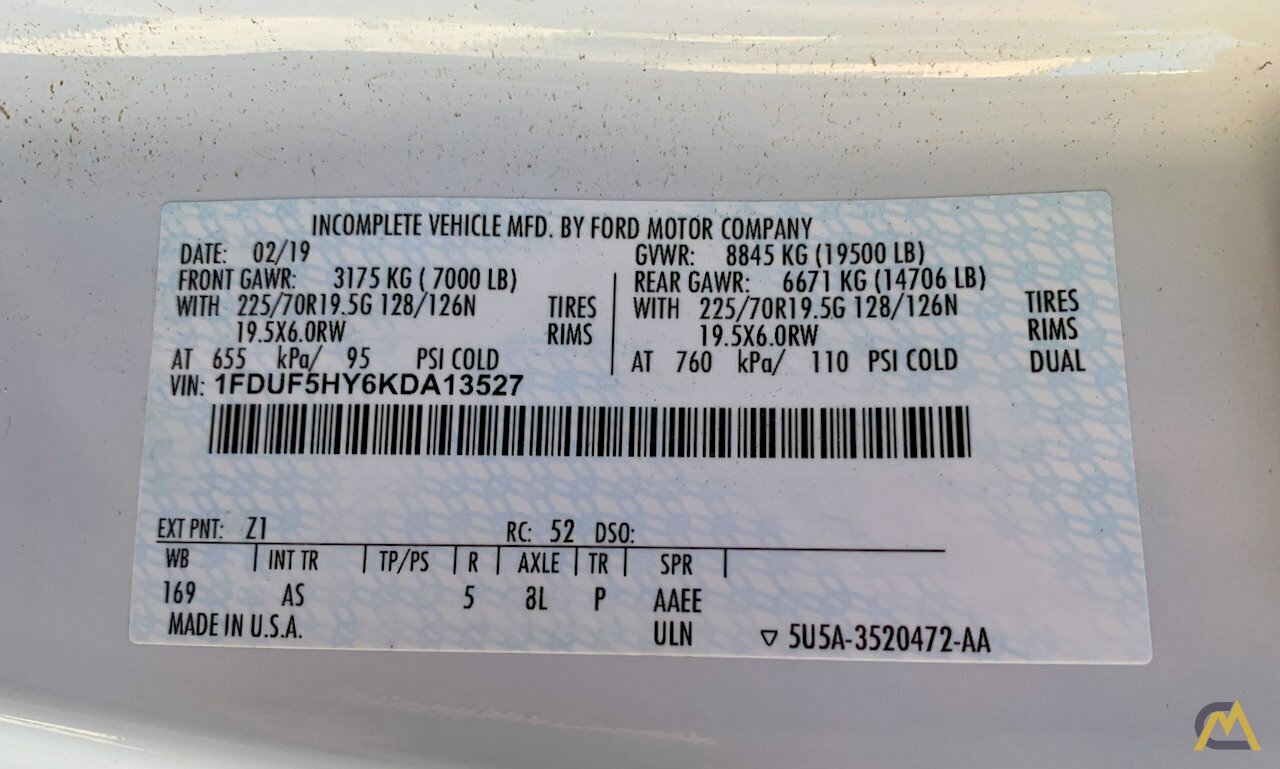 INCOMPLETE VEHICLE MFD. BY FORD MOTOR COMPANY
DATE: 02/19 GVWR: 8845 KG (19500 LB)
FRONT GAWR: 3175 KG ( 7000 LB) REAR GAWR: 6671 KG (14706 LB)
WITH 225/70R19.5G 128/126N TIRES WITH 225/70R19.5G 128/126N TIRES
19.5X6.0RW RIMS 19.5X6.0RW RIMS
AT 655 kPa/ 95 PSI COLD AT 760 kPa/ 110 PSI COLD DUAL
VIN: 1FDUF5HY6KDA13527
EXT PNT: Z1 RC: 52 DSO:
WB INT TR TP/PS R AXLE TR SPR
169 AS 5 8L P AAEE
MADE IN U.S.A. ULN ▽ 5U5A-3520472-AA